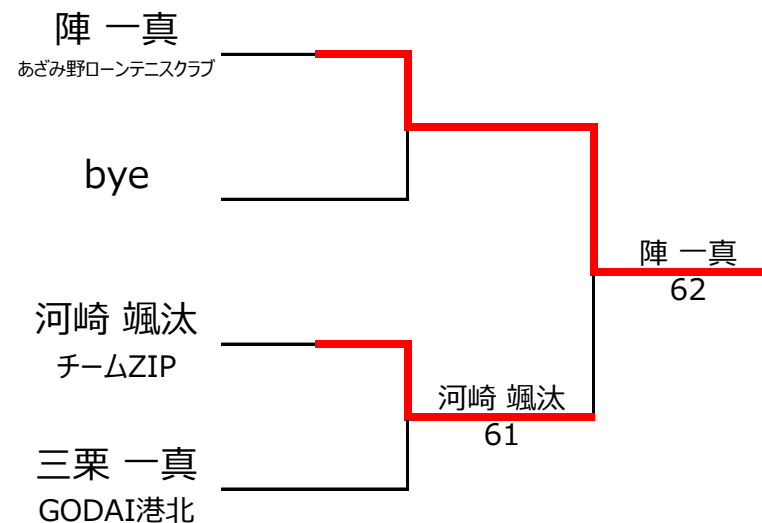 陣 一真
あざみ野ローンテニスクラブ
bye
陣 一真
62
河崎 颯汰
チームZIP
河崎 颯汰
61
三栗 一真
GODAI港北